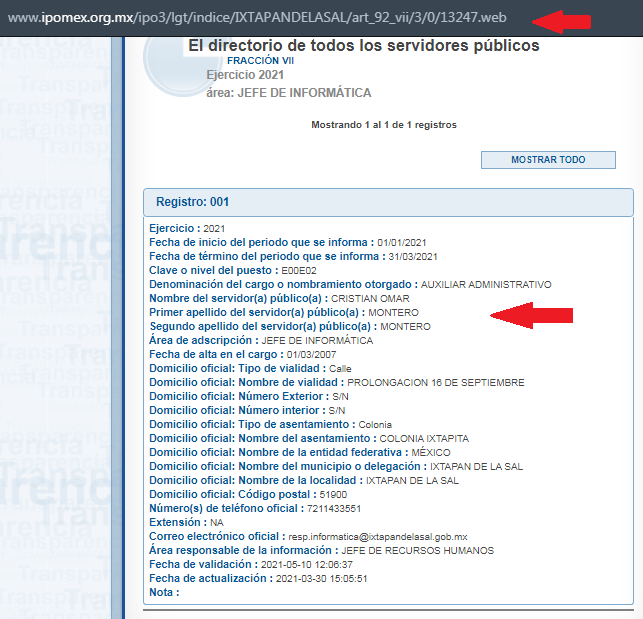 www.ipomex.org.mx/ipo3/lgt/indice/IXTAPANDELASAL/art_92_vii/3/0/13247.web
El directorio de todos los servidores públicos
FRACCIÓN VII
Ejercicio 2021
área: JEFE DE INFORMÁTICA
Mostrando 1 al 1 de 1 registros
MOSTRAR TODO
Registro: 001
Ejercicio : 2021
Fecha de inicio del periodo que se informa : 01/01/2021
Fecha de término del periodo que se informa : 31/03/2021
Clave o nivel del puesto : E00E02
Denominación del cargo o nombramiento otorgado : AUXILIAR ADMINISTRATIVO
Nombre del servidor(a) público(a) : CRISTIAN OMAR
Primer apellido del servidor(a) público(a) : MONTERO
Segundo apellido del servidor(a) público(a) : MONTERO
Área de adscripción : JEFE DE INFORMÁTICA
Fecha de alta en el cargo : 01/03/2007
Domicilio oficial: Tipo de vialidad : Calle
Domicilio oficial: Nombre de vialidad : PROLONGACION 16 DE SEPTIEMBRE
Domicilio oficial: Número Exterior : S/N
Domicilio oficial: Número interior : S/N
Domicilio oficial: Tipo de asentamiento : Colonia
Domicilio oficial: Nombre del asentamiento : COLONIA IXTAPITA
Domicilio oficial: Nombre de la entidad federativa : MÉXICO
Domicilio oficial: Nombre del municipio o delegación : IXTAPAN DE LA SAL
Domicilio oficial: Nombre de la localidad : IXTAPAN DE LA SAL
Domicilio oficial: Código postal : 51900
Número(s) de teléfono oficial : 7211433551
Extensión : NA
Correo electrónico oficial : resp.informatica@ixtapandelasal.gob.mx
Área responsable de la información : JEFE DE RECURSOS HUMANOS
Fecha de validación : 2021-05-10 12:06:37
Fecha de actualización : 2021-03-30 15:05:51
Nota :